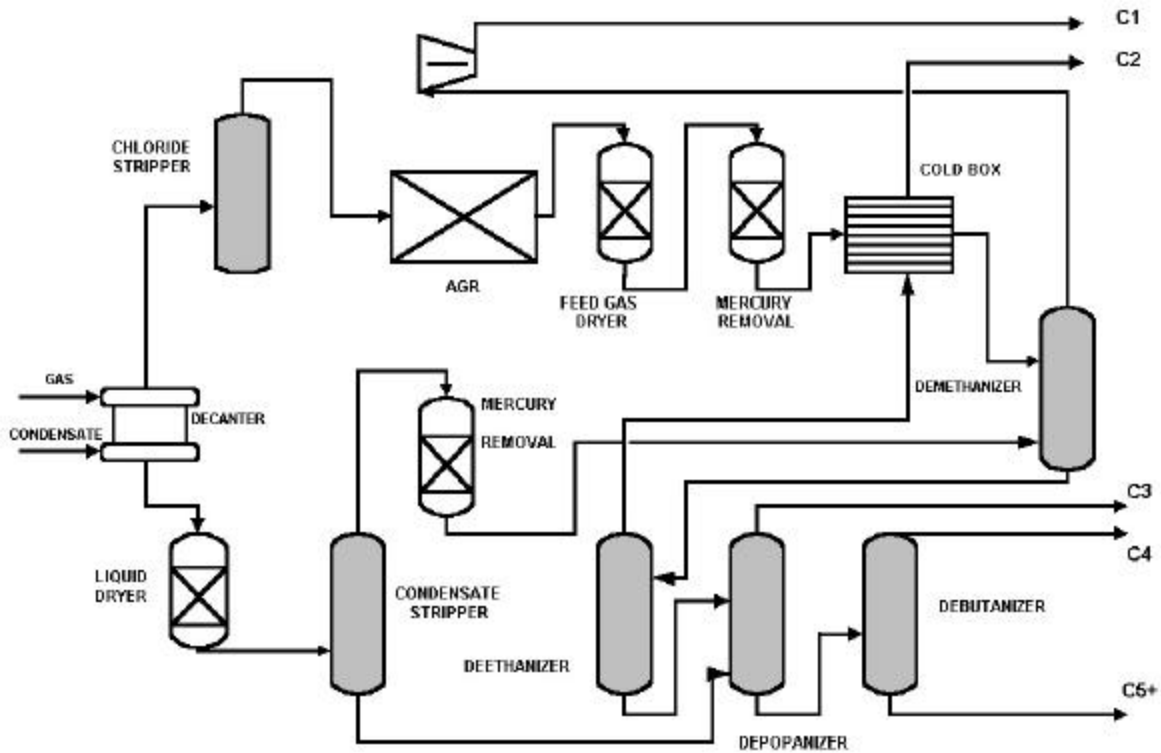 C1
C2
CHLORIDE
STRIPPER
COLD BOX
AGR
FEED GAS
DRYER
MERCURY
REMOVAL
GAS
DECANTER
CONDENSATE
MERCURY
REMOVAL
DEMETHANIZER
C3
C4
LIQUID
DRYER
CONDENSATE
STRIPPER
DEETHANIZER
DEBUTANIZER
C5+
DEPOPANIZER